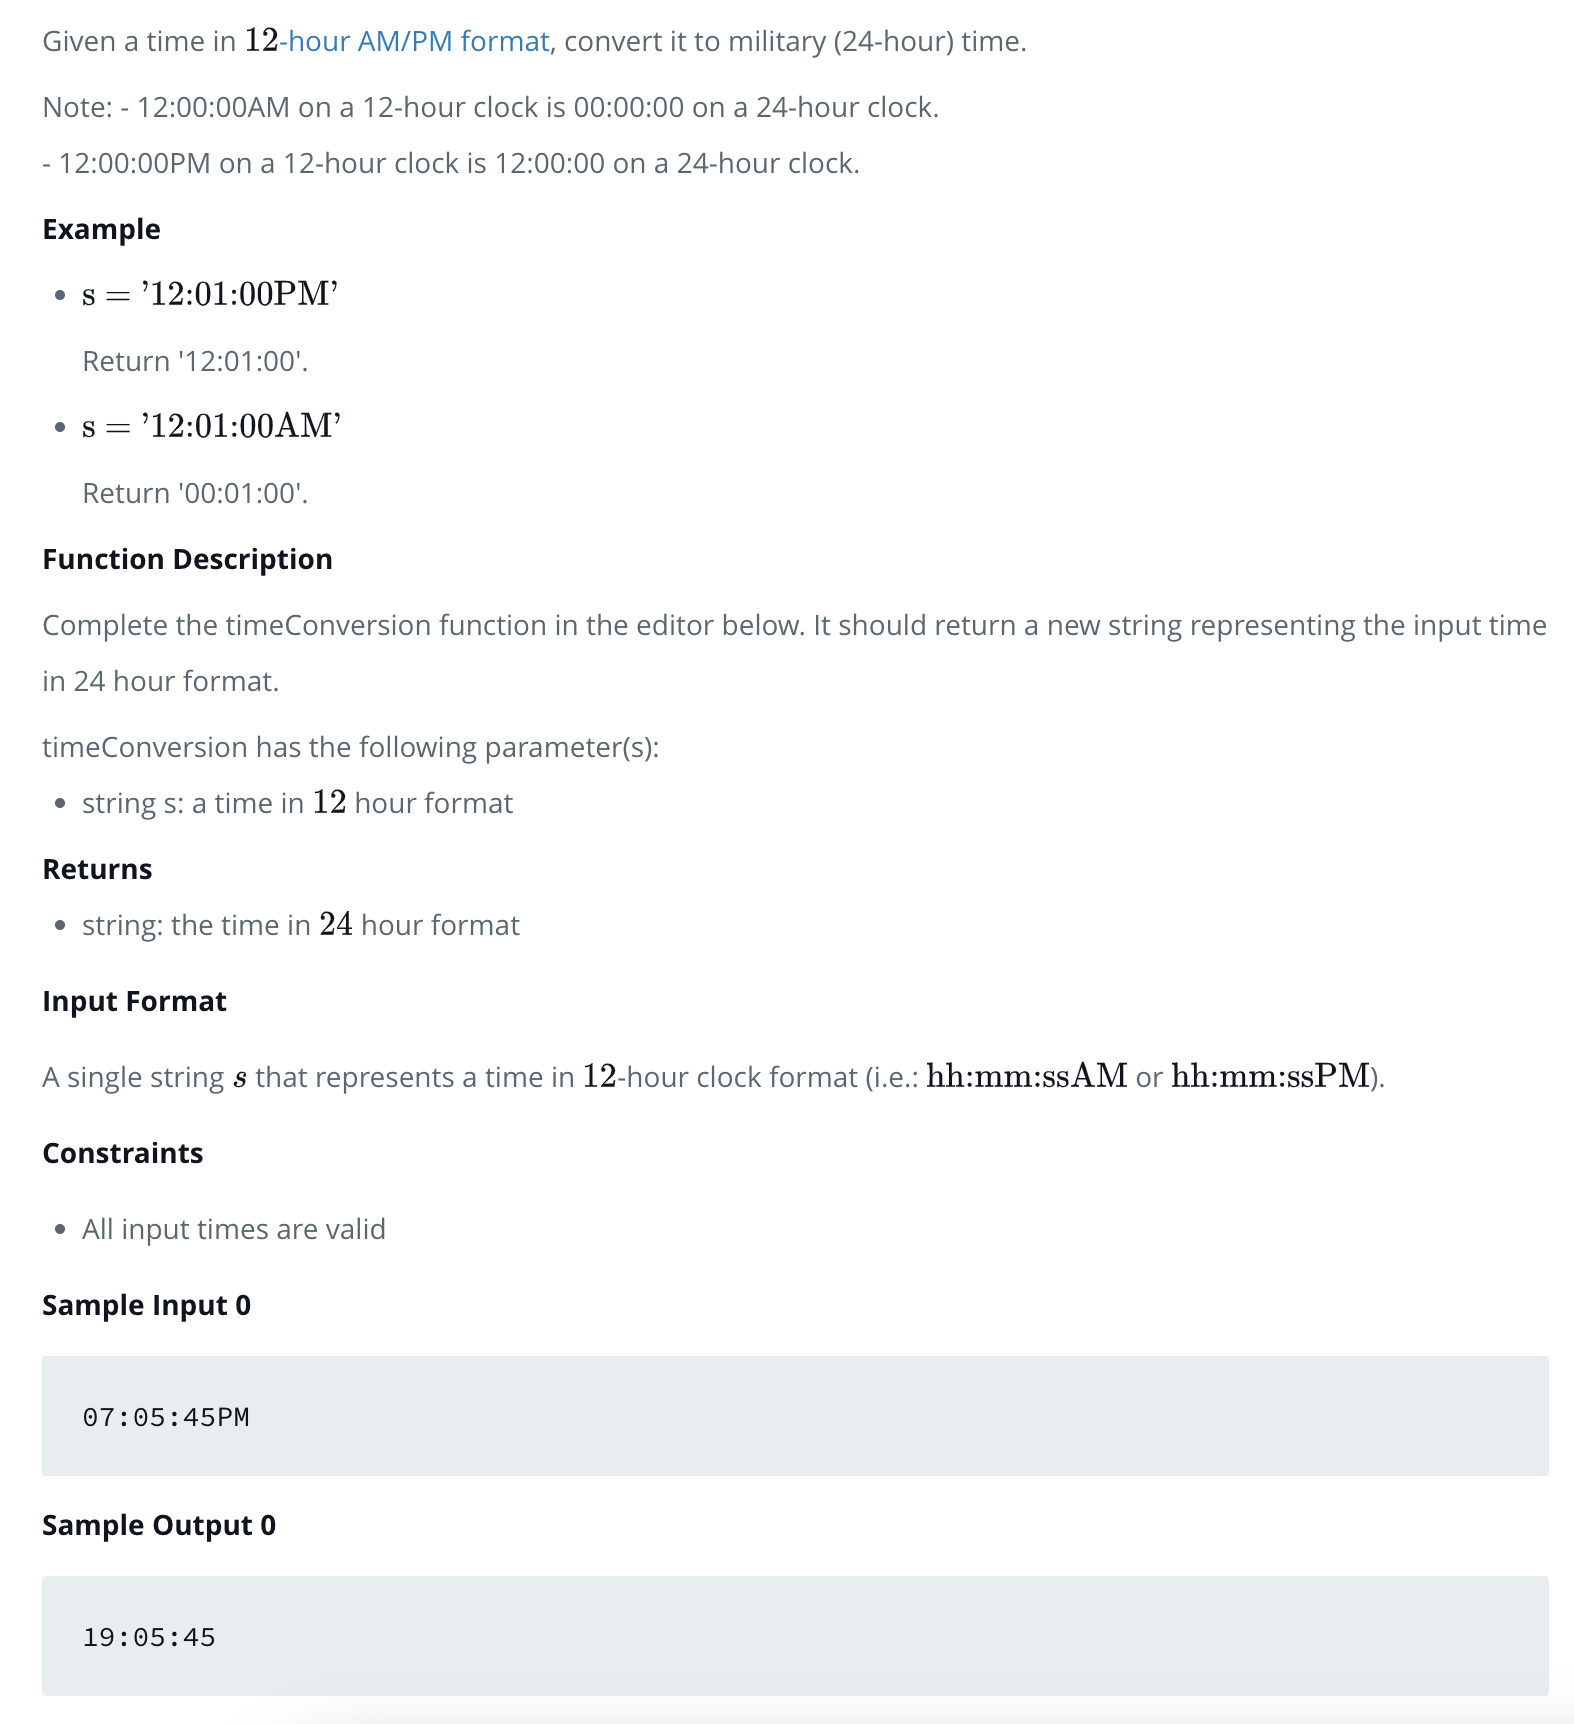 Given a time in 12-hour AM/PM format, convert it to military (24-hour) time.
Note: - 12:00:00AM on a 12-hour clock is 00:00:00 on a 24-hour clock.
- 12:00:00PM on a 12-hour clock is 12:00:00 on a 24-hour clock.
Example
• s = ’12:01:00PM’
Return '12:01:00'.
• s = ’12:01:00AM’
Return '00:01:00'.
Function Description
Complete the timeConversion function in the editor below. It should return a new string representing the input time
in 24 hour format.
timeConversion has the following parameter(s):
• string s: a time in 12 hour format
Returns
• string: the time in 24 hour format
Input Format
A single string s that represents a time in 12-hour clock format (i.e.: hh:mm:ssAM or hh:mm:ssPM).
Constraints
• All input times are valid
Sample Input 0
07:05:45PM
Sample Output 0
19:05:45